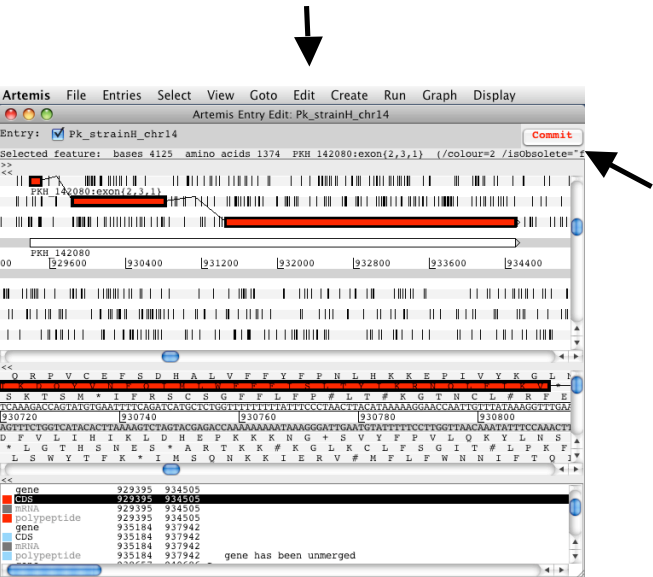 Artemis File Entries Select View Goto Edit Create Run Graph Display
Artemis Entry Edit: Pk_strainH_chr14
Entry: Pk_strainH_chr14
Commit
Selected feature: bases 4125 amino acids 1374 PKH_142080:exon{2,3,1} (/colour=2 /isObsolete="f
>>
<<
PKH_142080:exon{2,3,1}
PKH_142080
00 929600 930400 931200 932000 932800 933600 934400
<<
Q R P V C E F S D H A L V F F Y F P N L H K K E P I V Y K G L
S K T S M * I F R S C S G F F L F P # L T # K G T N C L # R F
TCAAAGACCAGTATGTGAATTTTCAGATCATGCTCTGGTTTTTTTTTATTTCCCTAACTTACATAAAAAGGAACCAATTGTTTATAAAGGTTTGAA
930720 930740 930760 930780 930800
AGTTTCTGGTCATACACTTAAAAGTCTAGTACGAGACCAAAAAAAAATAAAGGGATTGAATGTATTTTTCCTTGGTTAACAAATATTTCCAAACTT
D F V L I H I K L D H E P K K K N G + S V Y F P V L Q K Y L N S
* L G T H S N E S * A R T K K # K G L K C L F S G I T # L P K F
L S W Y T F K * I M S Q N K K I E R V # M F L F W N N I F T Q
<<
gene 929395 934505
CDS 929395 934505
mRNA 929395 934505
polypeptide 929395 934505
gene 935184 937942
CDS 935184 937942
mRNA 935184 937942
polypeptide 935184 937942 gene has been unmerged